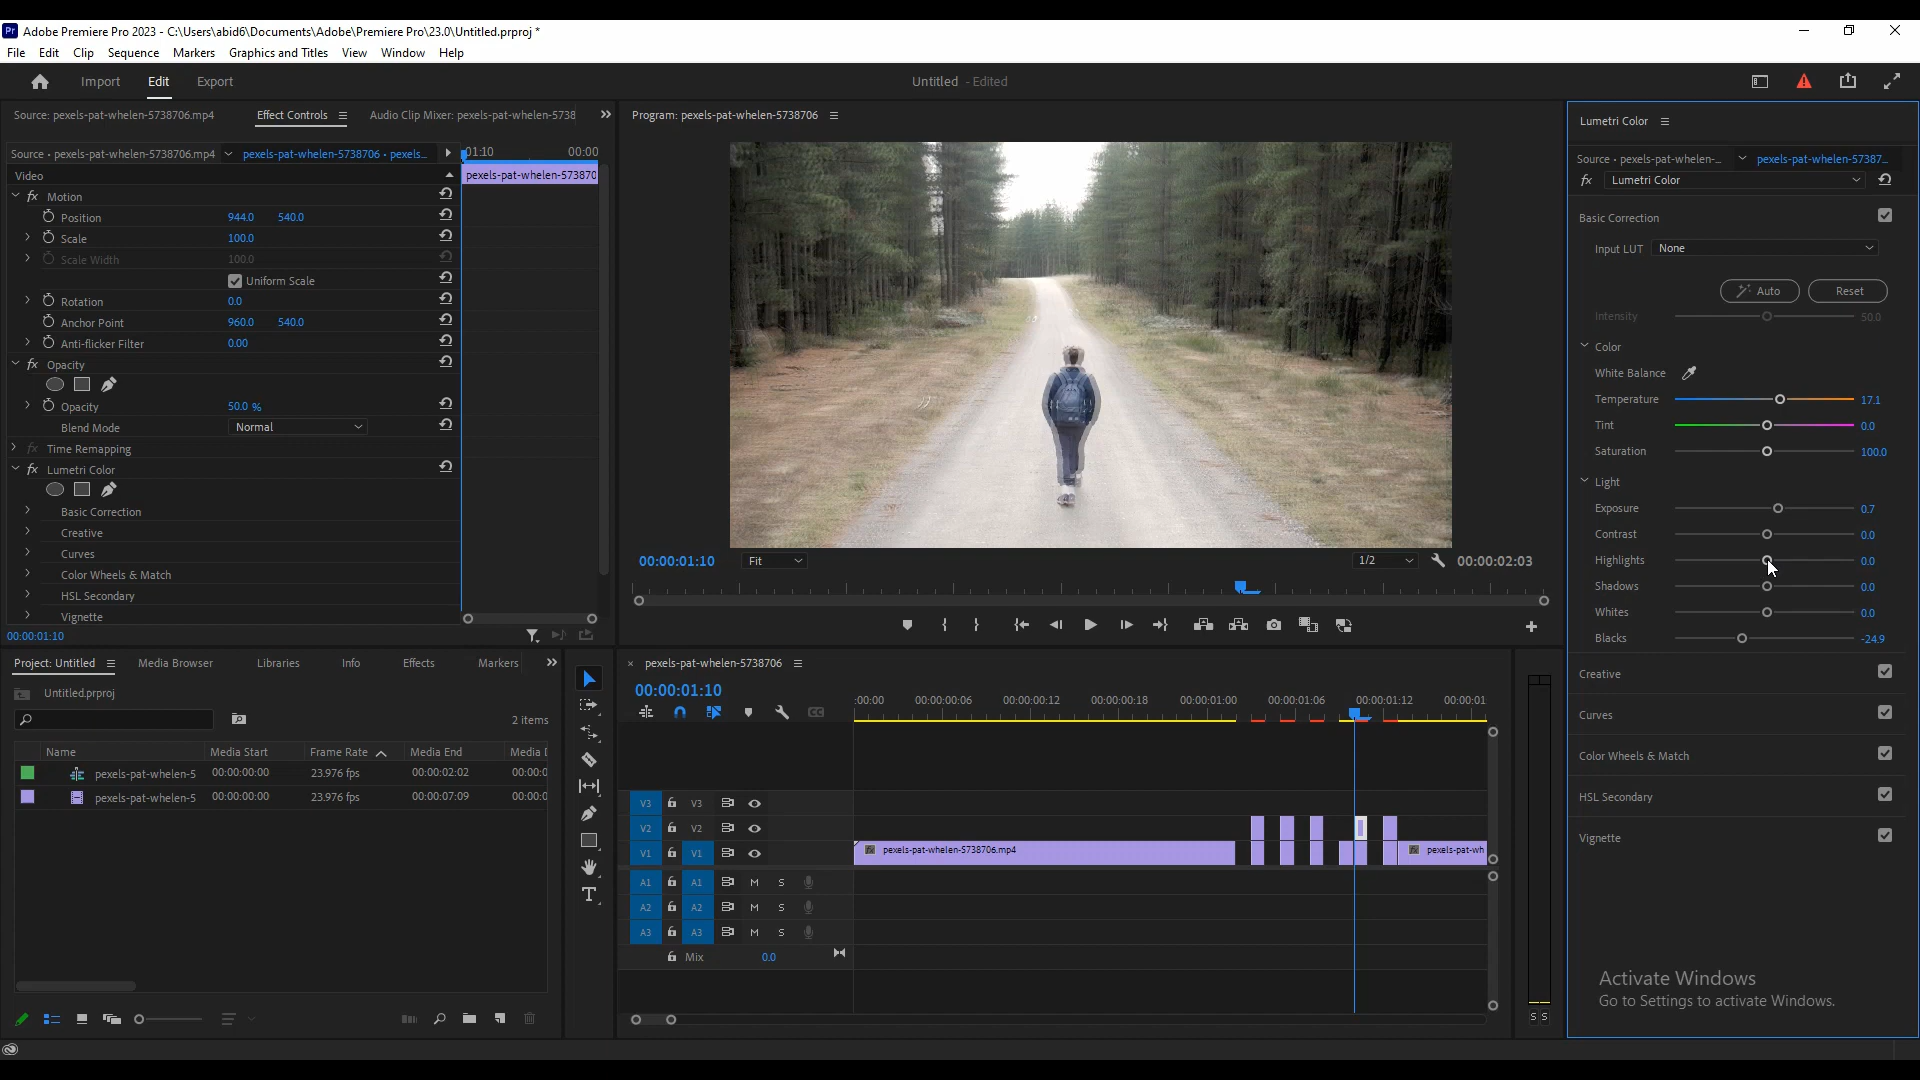 Pr Adobe Premiere Pro 2023 - C:\Users\abid6\Documents\Adobe\Premiere Pro\23.0\Untitled.prproj *
File Edit Clip Sequence Markers Graphics and Titles View Window Help
Import Edit Export Untitled - Edited
Source: pexels-pat-whelen-5738706.mp4 Effect Controls Audio Clip Mixer: pexels-pat-whelen-5738
Source • pexels-pat-whelen-5738706.mp4 pexels-pat-whelen-5738706 • pexels...
01:10 00:00
Video
pexels-pat-whelen-573870
fx Motion
Position 944.0 540.0
Scale 100.0
Scale Width 100.0
Uniform Scale
Rotation 0.0
Anchor Point 960.0 540.0
Anti-flicker Filter 0.00
fx Opacity
Opacity 50.0 %
Blend Mode Normal
fx Time Remapping
fx Lumetri Color
Basic Correction
Creative
Curves
Color Wheels & Match
HSL Secondary
Vignette
00:00:01:10
Program: pexels-pat-whelen-5738706
00:00:01:10 Fit 1/2 00:00:02:03
Lumetri Color
Source • pexels-pat-whelen-... pexels-pat-whelen-57387...
fx Lumetri Color
Basic Correction
Input LUT None
Auto Reset
Intensity 50.0
Color
White Balance
Temperature 17.1
Tint 0.0
Saturation 100.0
Light
Exposure 0.7
Contrast 0.0
Highlights 0.0
Shadows 0.0
Whites 0.0
Blacks -24.9
Creative
Curves
Color Wheels & Match
HSL Secondary
Vignette
Project: Untitled Media Browser Libraries Info Effects Markers
Untitled.prproj
2 items
Name Media Start Frame Rate Media End Media
pexels-pat-whelen-5 00:00:00:00 23.976 fps 00:00:02:02 00:00:0
pexels-pat-whelen-5 00:00:00:00 23.976 fps 00:00:07:09 00:00:0
T
× pexels-pat-whelen-5738706
00:00:01:10
:00:00 00:00:00:06 00:00:00:12 00:00:00:18 00:00:01:00 00:00:01:06 00:00:01:12 00:00:01
CC
V3 V3
V2 V2
V1 V1
fx pexels-pat-whelen-5738706.mp4 fx pexels-pat-wh
A1 A1 M S
A2 A2 M S
A3 A3 M S
Mix 0.0
S S
Activate Windows
Go to Settings to activate Windows.